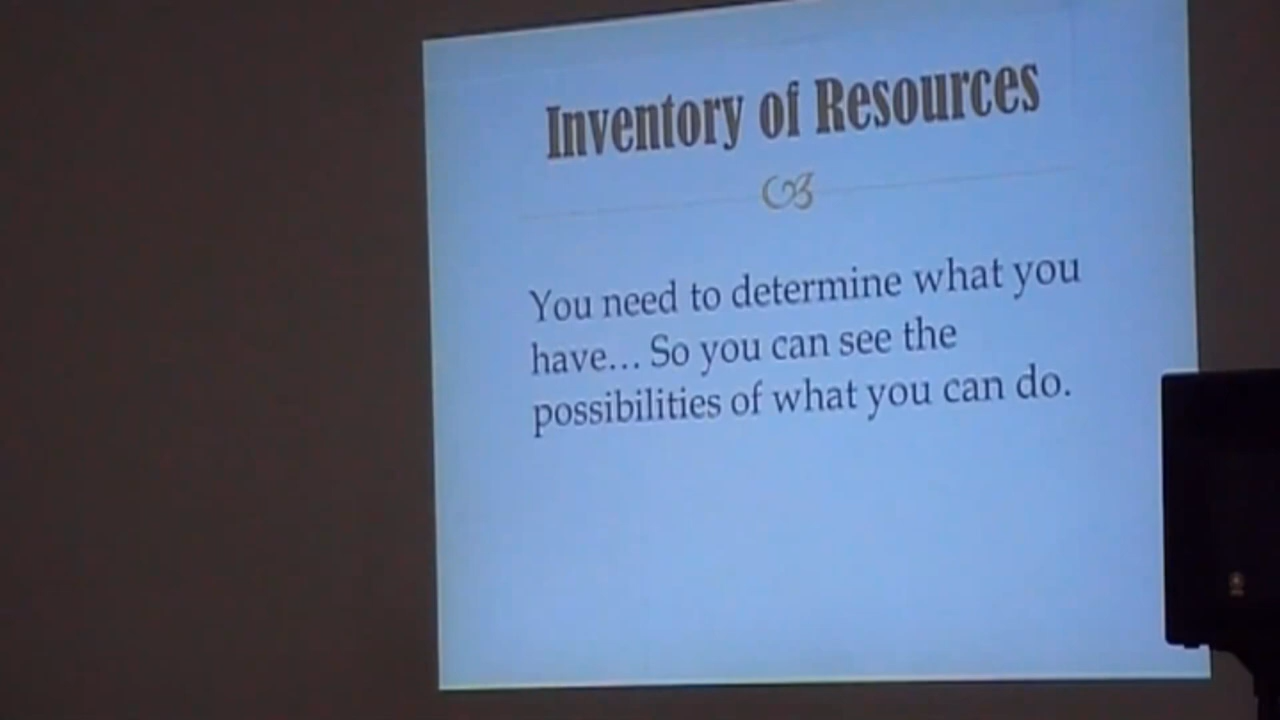 Inventory of Resources
You need to determine what you
have... So you can see the
possibilities of what you can do.